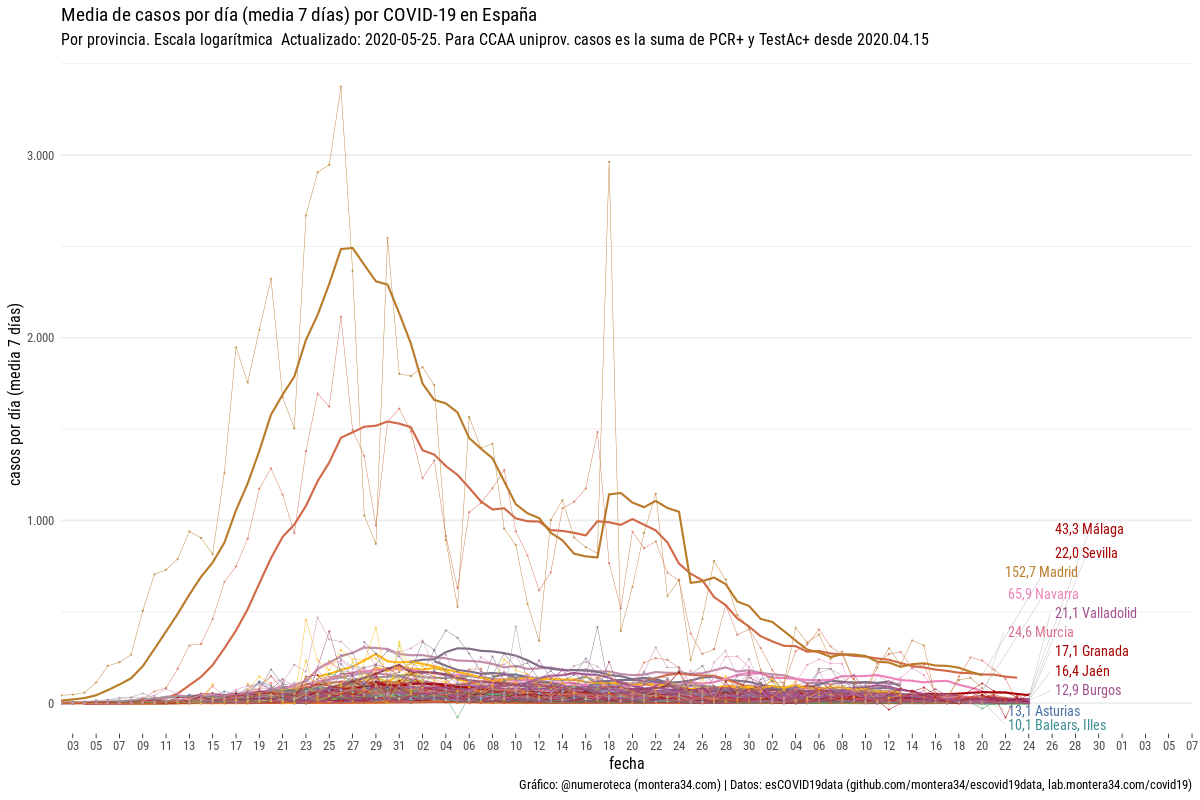 Media de casos por día (media 7 días) por COVID-19 en España
Por provincia. Escala logarítmica  Actualizado: 2020-05-25. Para CCAA uniprov. casos es la suma de PCR+ y TestAc+ desde 2020.04.15
casos por día (media 7 días)
3.000
2.000
1.000
0
43,3 Málaga
22,0 Sevilla
152,7 Madrid
65,9 Navarra
21,1 Valladolid
24,6 Murcia
17,1 Granada
16,4 Jaén
12,9 Burgos
13,1 Asturias
10,1 Balears, Illes
03 05 07 09 11 13 15 17 19 21 23 25 27 29 31 02 04 06 08 10 12 14 16 18 20 22 24 26 28 30 02 04 06 08 10 12 14 16 18 20 22 24 26 28 30 01 03 05 07
fecha
Gráfico: @numeroteca (montera34.com) | Datos: esCOVID19data (github.com/montera34/escovid19data, lab.montera34.com/covid19)